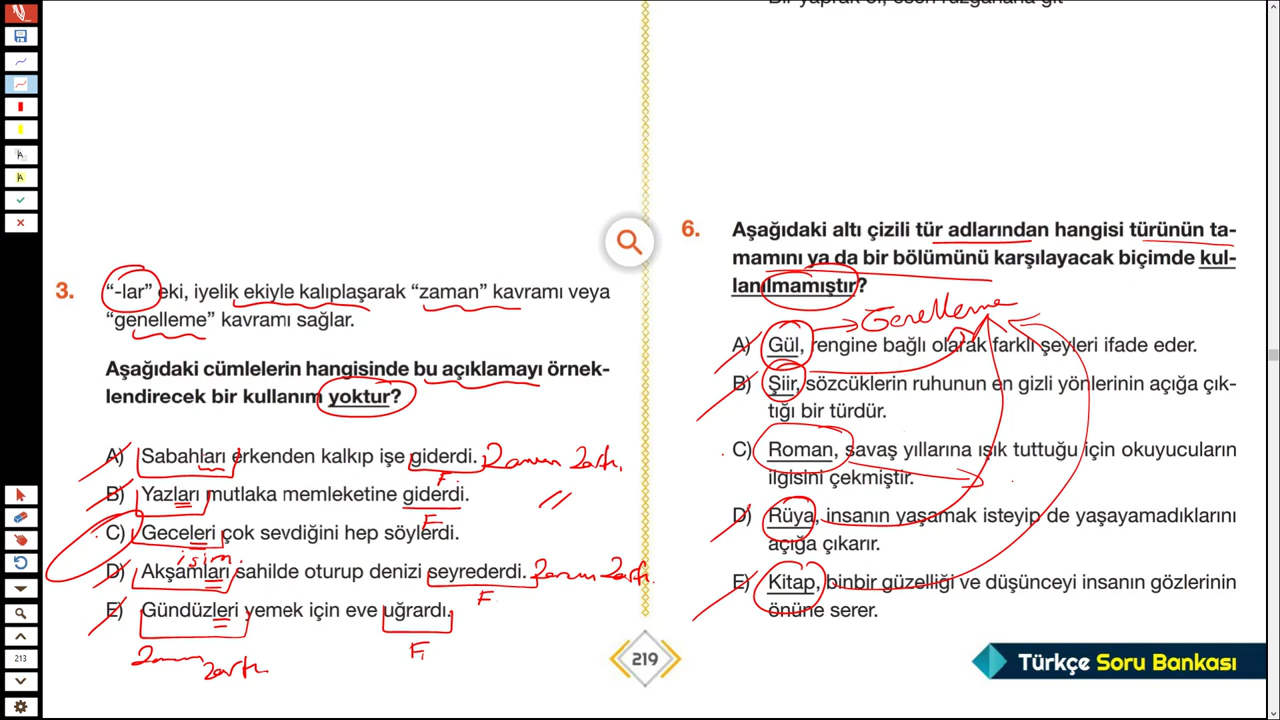 Bir yaprak ol, esen rüzgarlarla git
3. "-lar" eki, iyelik ekiyle kalıplaşarak "zaman" kavramı veya
"genelleme" kavramı sağlar.
Aşağıdaki cümlelerin hangisinde bu açıklamayı örnek-
lendirecek bir kullanım yoktur?
A) Sabahları erkenden kalkıp işe giderdi. Zaman Zarfı.
F
B) Yazları mutlaka memleketine giderdi. "
F
C) Geceleri çok sevdiğini hep söylerdi.
isim.
D) Akşamları sahilde oturup denizi seyrederdi. Zaman Zarfı.
F
E) Gündüzleri yemek için eve uğrardı.
F
Zaman Zarfı
6. Aşağıdaki altı çizili tür adlarından hangisi türünün ta-
mamını ya da bir bölümünü karşılayacak biçimde kul-
lanılmamıştır?
Genelleme
A) Gül, rengine bağlı olarak farklı şeyleri ifade eder.
B) Şiir, sözcüklerin ruhunun en gizli yönlerinin açığa çık-
tığı bir türdür.
C) Roman, savaş yıllarına ışık tuttuğu için okuyucuların
ilgisini çekmiştir.
D) Rüya, insanın yaşamak isteyip de yaşayamadıklarını
açığa çıkarır.
E) Kitap, binbir güzelliği ve düşünceyi insanın gözlerinin
önüne serer.
219
Türkçe Soru Bankası
213